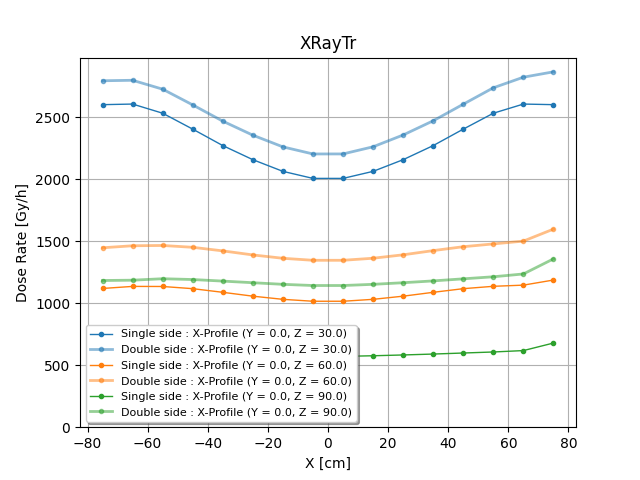 XRayTr
Dose Rate [Gy/h]
2500
2000
1500
1000
500
0
Single side : X-Profile (Y = 0.0, Z = 30.0)
Double side : X-Profile (Y = 0.0, Z = 30.0)
Single side : X-Profile (Y = 0.0, Z = 60.0)
Double side : X-Profile (Y = 0.0, Z = 60.0)
Single side : X-Profile (Y = 0.0, Z = 90.0)
Double side : X-Profile (Y = 0.0, Z = 90.0)
−80 −60 −40 −20 0 20 40 60 80
X [cm]